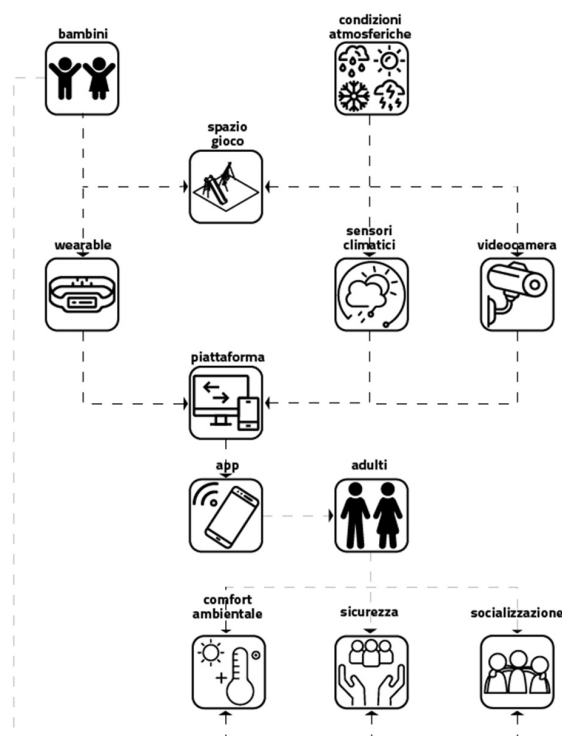 bambini
condizioni
atmosferiche
spazio
gioco
wearable
sensori
climatici
videocamera
piattaforma
app
adulti
comfort
ambientale
sicurezza
socializzazione